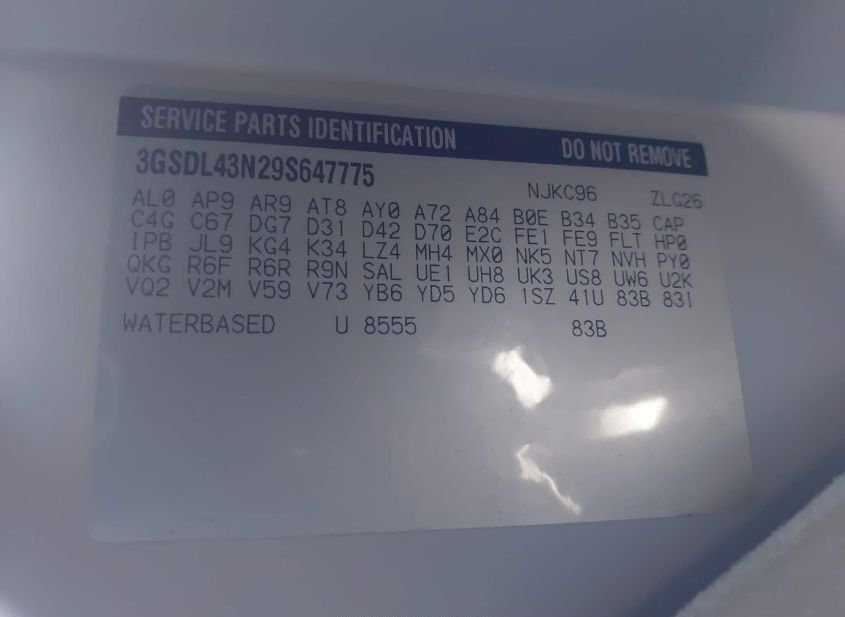 SERVICE PARTS IDENTIFICATION DO NOT REMOVE
3GSDL43N29S647775 NJKC96 ZLG26
AL0 AP9 AR9 AT8 AY0 A72 A84 B0E B34 B35 CAP
C4G C67 DG7 D31 D42 D70 E2C FE1 FE9 FLT HP0
IPB JL9 KG4 K34 LZ4 MH4 MX0 NK5 NT7 NVH PY0
QKG R6F R6R R9N SAL UE1 UH8 UK3 US8 UW6 U2K
VQ2 V2M V59 V73 YB6 YD5 YD6 1SZ 41U 83B 83I
WATERBASED U 8555 83B